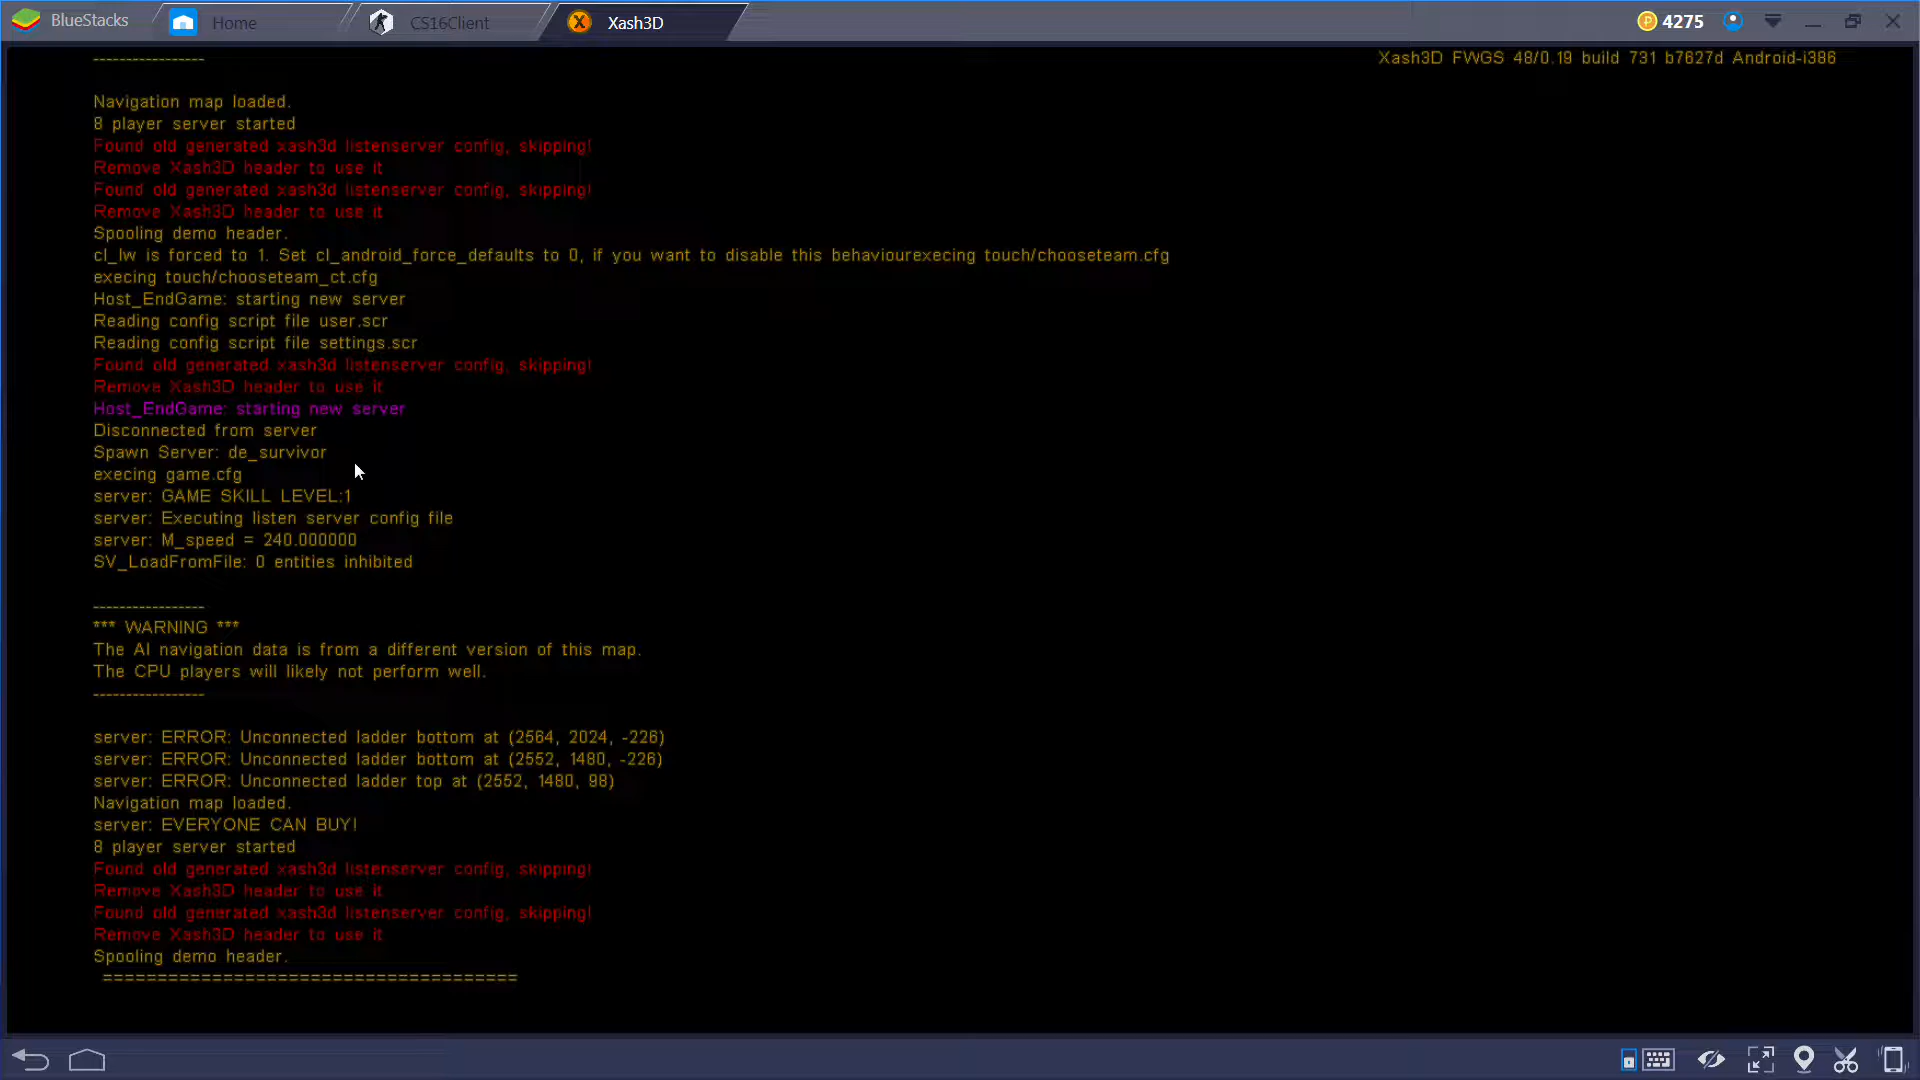 BlueStacks Home CS16Client Xash3D 4275
-----------------
Xash3D FWGS 48/0.19 build 731 b7627d Android-i386
Navigation map loaded.
8 player server started
Found old generated xash3d listenserver config, skipping!
Remove Xash3D header to use it
Found old generated xash3d listenserver config, skipping!
Remove Xash3D header to use it
Spooling demo header.
cl_lw is forced to 1. Set cl_android_force_defaults to 0, if you want to disable this behaviourexecing touch/chooseteam.cfg
execing touch/chooseteam_ct.cfg
Host_EndGame: starting new server
Reading config script file user.scr
Reading config script file settings.scr
Found old generated xash3d listenserver config, skipping!
Remove Xash3D header to use it
Host_EndGame: starting new server
Disconnected from server
Spawn Server: de_survivor
execing game.cfg
server: GAME SKILL LEVEL:1
server: Executing listen server config file
server: M_speed = 240.000000
SV_LoadFromFile: 0 entities inhibited
-----------------
*** WARNING ***
The AI navigation data is from a different version of this map.
The CPU players will likely not perform well.
-----------------
server: ERROR: Unconnected ladder bottom at (2564, 2024, -226)
server: ERROR: Unconnected ladder bottom at (2552, 1480, -226)
server: ERROR: Unconnected ladder top at (2552, 1480, 98)
Navigation map loaded.
server: EVERYONE CAN BUY!
8 player server started
Found old generated xash3d listenserver config, skipping!
Remove Xash3D header to use it
Found old generated xash3d listenserver config, skipping!
Remove Xash3D header to use it
Spooling demo header.
======================================